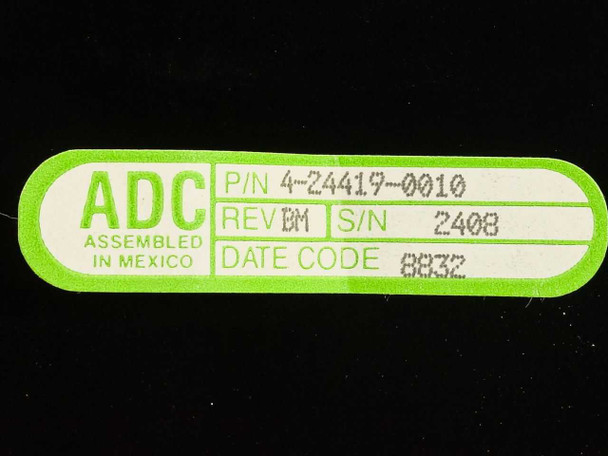 ADC
ASSEMBLED
IN MEXICO
P/N 4-24419-0010
REV BM S/N 2408
DATE CODE 8832